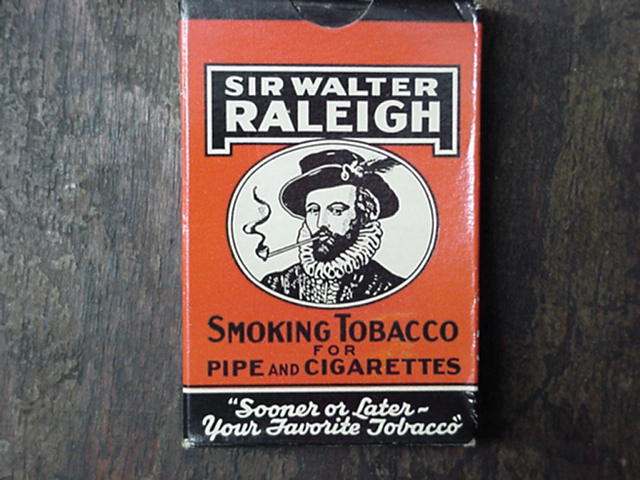 SIR WALTER
RALEIGH
SMOKING TOBACCO
FOR
PIPE AND CIGARETTES
"Sooner or Later~
Your Favorite Tobacco"